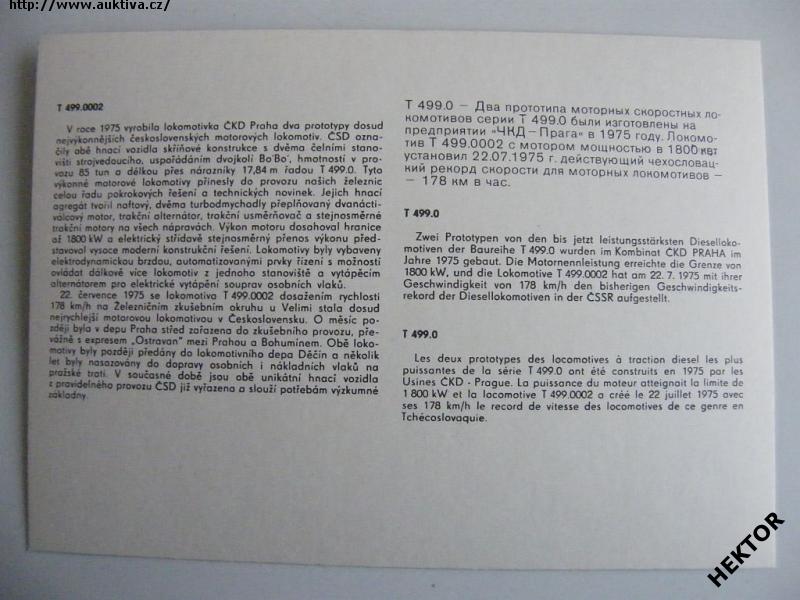 http://www.auktiva.cz/
T 499.0002
V roce 1975 vyrobila lokomotivka ČKD Praha dva prototypy dosud
nejvýkonnějších československých motorových lokomotiv. ČSD ozna-
čily obě hnací vozidla skříňové konstrukce s dvěma čelními stano-
višti strojvedoucího, uspořádáním dvojkolí Bo'Bo', hmotností v pro-
vozu 85 tun a délkou přes nárazníky 17,84 m řadou T 499.0. Tyto
výkonné motorové lokomotivy přinesly do provozu našich železnic
celou řadu pokrokových řešení a technických novinek. Jejich hnací
agregát tvořil naftový, dvěma turbodmychodly přeplňovaný dvanácti-
válcový motor, trakční alternátor, trakční usměrňovač a stejnosměrné
trakční motory na všech nápravách. Výkon motoru dosahoval hranice
až 1800 kW a elektrický střídavě stejnosměrný přenos výkonu před-
stavoval vysoce moderní konstrukční řešení. Lokomotivy byly vybaveny
elektrodynamickou brzdou, automatizovanými prvky řízení s možností
ovládat dálkově více lokomotiv z jednoho stanoviště a vytápěcím
alternátorem pro elektrické vytápění souprav osobních vlaků.
22. července 1975 se lokomotiva T 499.0002 dosažením rychlosti
178 km/h na Železničním zkušebním okruhu u Velimi stala dosud
nejrychlejší motorovou lokomotivou v Československu. O měsíc po-
zději byla v depu Praha střed zařazena do zkušebního provozu, pře-
vážně s expresem „Ostravan" mezi Prahou a Bohumínem. Obě loko-
motivy byly později předány do lokomotivního depa Děčín a několik
let byly nasazovány do dopravy osobních i nákladních vlaků na
pražské trati. V současné době jsou obě unikátní hnací vozidla
z pravidelného provozu ČSD již vyřazena a slouží potřebám výzkumné
základny.
Т 499.0 — Два прототипа моторных скоростных ло-
комотивов серии Т 499.0 были изготовлены на
предприятии "ЧКД—Прага" в 1975 году. Локомо-
тив Т 499.0002 с мотором мощностью в 1800 квт
установил 22.07.1975 г. действующий чехословац-
кий рекорд скорости для моторных локомотивов —
— 178 км в час.
T 499.0
Zwei Prototypen von den bis jetzt leistungsstärksten Dieselloko-
motiven der Baureihe T 499.0 wurden im Kombinat ČKD PRAHA im
Jahre 1975 gebaut. Die Motornennleistung erreichte die Grenze von
1800 kW, und die Lokomotive T 499.0002 hat am 22. 7. 1975 mit ihrer
Geschwindigkeit von 178 km/h den bisherigen Geschwindigkeits-
rekord der Diesellokomotiven in der ČSSR aufgestellt.
T 499.0
Les deux prototypes des locomotives à traction diesel les plus
puissantes de la série T 499.0 ont été construits en 1975 par les
Usines ČKD - Prague. La puissance du moteur atteignait la limite de
1 800 kW et la locomotive T 499.0002 a créé le 22 juillet 1975 avec
ses 178 km/h le record de vitesse des locomotives de ce genre en
Tchécoslovaquie.
HEKTOR